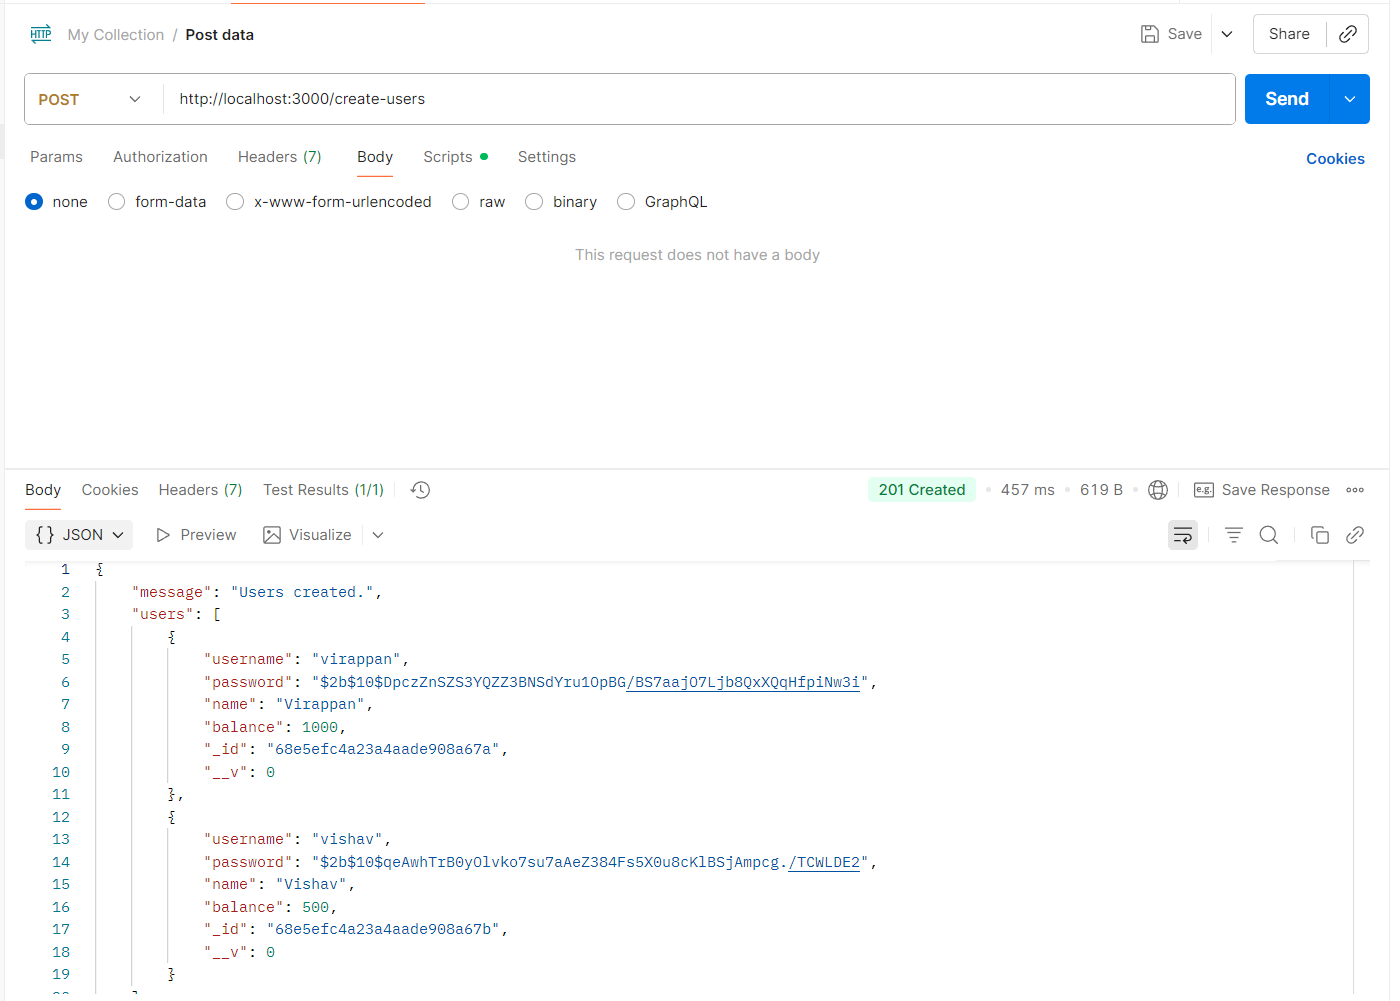 HTTP My Collection / Post data Save Share
POST http://localhost:3000/create-users Send
Params Authorization Headers (7) Body Scripts Settings Cookies
none form-data x-www-form-urlencoded raw binary GraphQL
This request does not have a body
Body Cookies Headers (7) Test Results (1/1) 201 Created 457 ms 619 B e.g. Save Response
{} JSON Preview Visualize
1 {
2 "message": "Users created.",
3 "users": [
4 {
5 "username": "virappan",
6 "password": "$2b$10$DpczZnSZS3YQZZ3BNSdYru1OpBG/BS7aajO7Ljb8QxXQqHfpiNw3i",
7 "name": "Virappan",
8 "balance": 1000,
9 "_id": "68e5efc4a23a4aade908a67a",
10 "__v": 0
11 },
12 {
13 "username": "vishav",
14 "password": "$2b$10$qeAwhTrB0yOlvko7su7aAeZ384Fs5X0u8cKlBSjAmpcg./TCWLDE2",
15 "name": "Vishav",
16 "balance": 500,
17 "_id": "68e5efc4a23a4aade908a67b",
18 "__v": 0
19 }